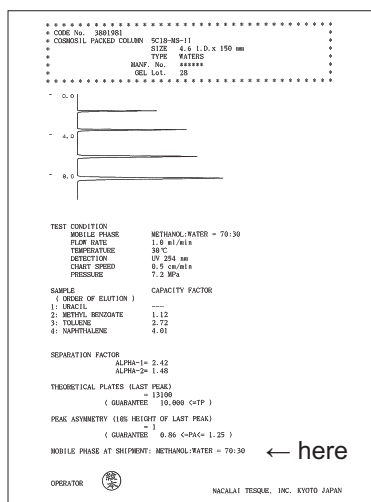 * CODE No. 3801981
* COSMOSIL PACKED COLUMN 5C18-MS-II
* SIZE 4.6 I.D.x 150 mm
* TYPE WATERS
* MANF. No. ******
* GEL Lot. 28
- 0.0
- 4.0
- 8.0
TEST CONDITION
MOBILE PHASE METHANOL:WATER = 70:30
FLOW RATE 1.0 ml/min
TEMPERATURE 30℃
DETECTION UV 254 nm
CHART SPEED 0.5 cm/min
PRESSURE 7.2 MPa
SAMPLE CAPACITY FACTOR
( ORDER OF ELUTION )
1: URACIL ---
2: METHYL BENZOATE 1.12
3: TOLUENE 2.72
4: NAPHTHALENE 4.01
SEPARATION FACTOR
ALPHA-1= 2.42
ALPHA-2= 1.48
THEORETICAL PLATES (LAST PEAK)
= 13100
( GUARANTEE 10,000 <=TP )
PEAK ASYMMETRY (10% HEIGHT OF LAST PEAK)
= 1
( GUARANTEE 0.86 <=PA<= 1.25 )
MOBILE PHASE AT SHIPMENT: METHANOL:WATER = 70:30 ← here
OPERATOR
NACALAI TESQUE, INC. KYOTO JAPAN